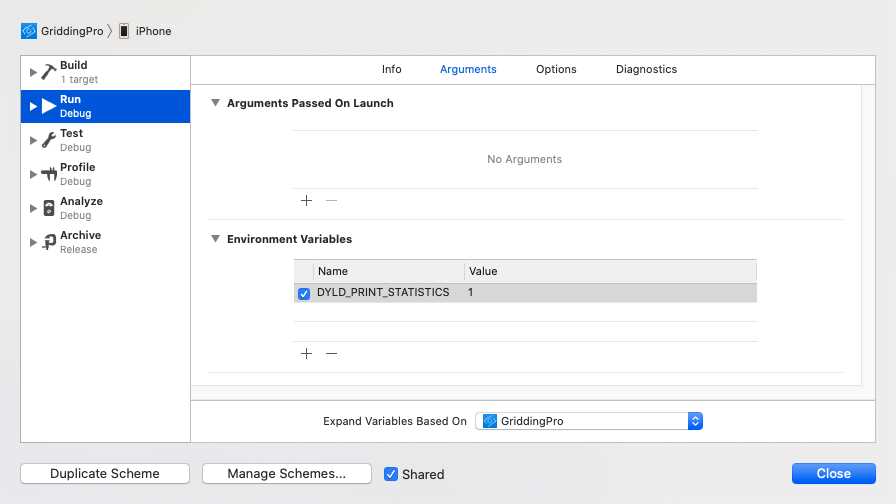 GriddingPro
iPhone
Build
1 target
Run
Debug
Test
Debug
Profile
Debug
Analyze
Debug
Archive
Release
Info Arguments Options Diagnostics
Arguments Passed On Launch
No Arguments
Environment Variables
Name Value
DYLD_PRINT_STATISTICS 1
Expand Variables Based On GriddingPro
Duplicate Scheme Manage Schemes... Shared Close